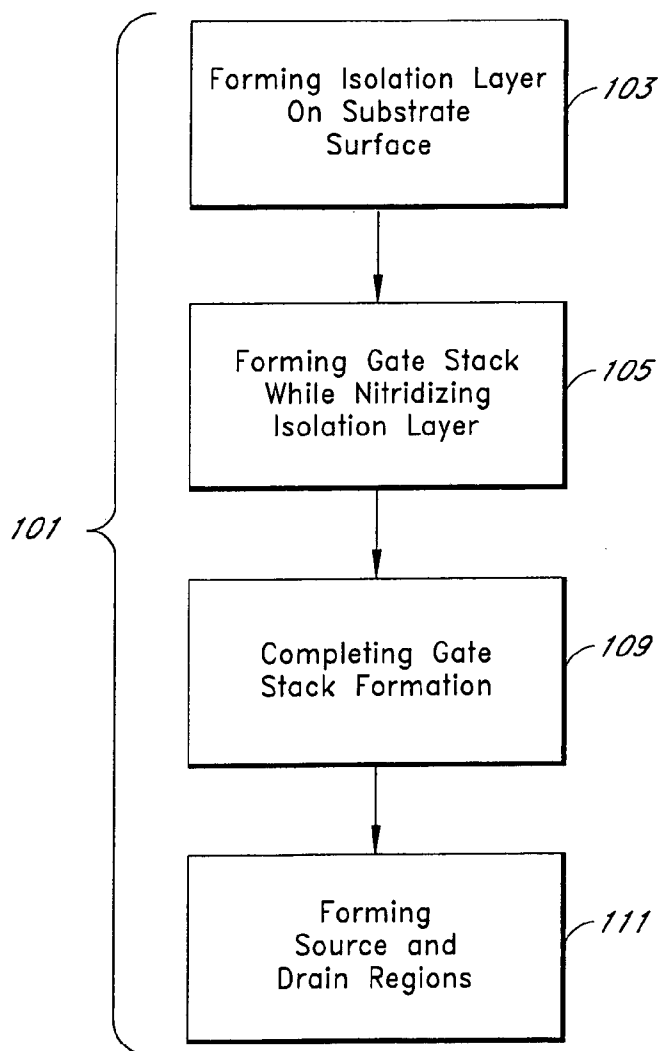 Forming Isolation Layer
On Substrate
Surface
103
Forming Gate Stack
While Nitridizing
Isolation Layer
105
101
Completing Gate
Stack Formation
109
Forming
Source and
Drain Regions
111